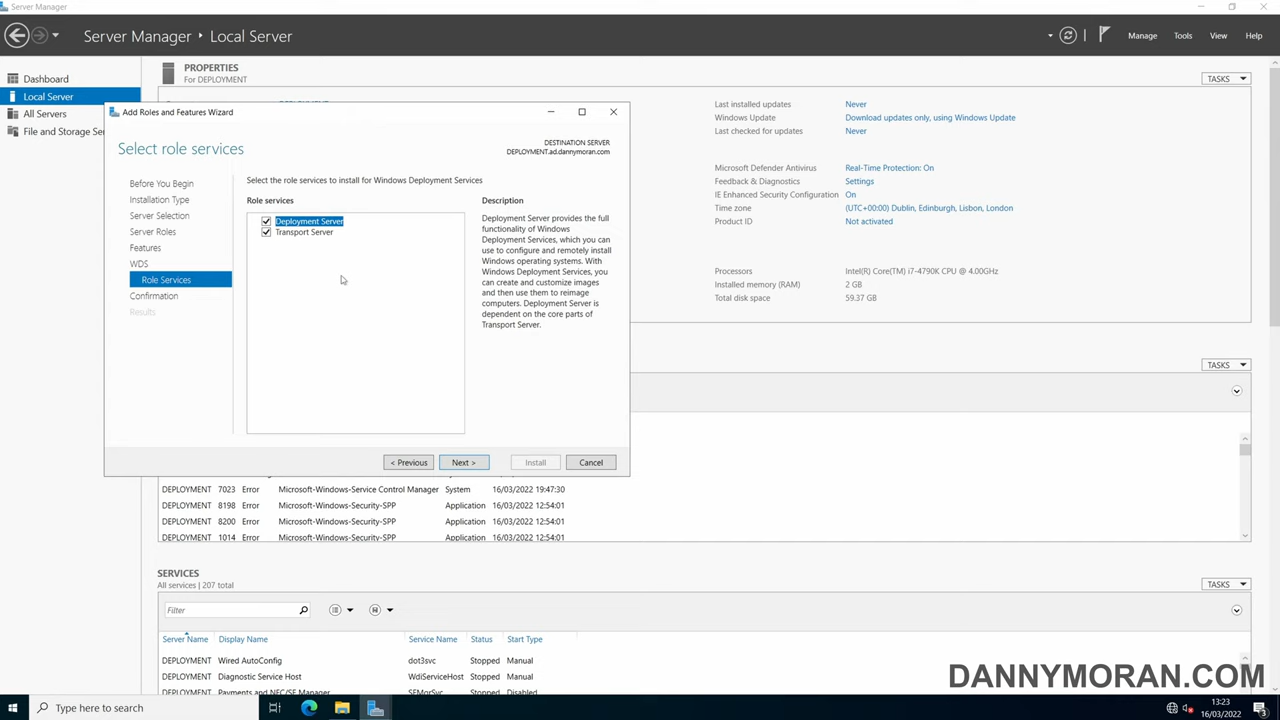 Server Manager
Server Manager · Local Server
Manage Tools View Help
Dashboard
Local Server
All Servers
File and Storage Se
PROPERTIES
For DEPLOYMENT
TASKS
Last installed updates Never
Windows Update Download updates only, using Windows Update
Last checked for updates Never
Microsoft Defender Antivirus Real-Time Protection: On
Feedback & Diagnostics Settings
IE Enhanced Security Configuration On
Time zone (UTC+00:00) Dublin, Edinburgh, Lisbon, London
Product ID Not activated
Processors Intel(R) Core(TM) i7-4790K CPU @ 4.00GHz
Installed memory (RAM) 2 GB
Total disk space 59.37 GB
Add Roles and Features Wizard
Select role services
DESTINATION SERVER
DEPLOYMENT.ad.dannymoran.com
Before You Begin
Installation Type
Server Selection
Server Roles
Features
WDS
Role Services
Confirmation
Results
Select the role services to install for Windows Deployment Services
Role services
Deployment Server
Transport Server
Description
Deployment Server provides the full
functionality of Windows
Deployment Services, which you can
use to configure and remotely install
Windows operating systems. With
Windows Deployment Services, you
can create and customize images
and then use them to reimage
computers. Deployment Server is
dependent on the core parts of
Transport Server.
< Previous Next > Install Cancel
TASKS
DEPLOYMENT 7023 Error Microsoft-Windows-Service Control Manager System 16/03/2022 19:47:30
DEPLOYMENT 8198 Error Microsoft-Windows-Security-SPP Application 16/03/2022 12:54:01
DEPLOYMENT 8200 Error Microsoft-Windows-Security-SPP Application 16/03/2022 12:54:01
DEPLOYMENT 1014 Error Microsoft-Windows-Security-SPP Application 16/03/2022 12:54:01
SERVICES
All services | 207 total
TASKS
Filter
Server Name Display Name Service Name Status Start Type
DEPLOYMENT Wired AutoConfig dot3svc Stopped Manual
DEPLOYMENT Diagnostic Service Host WdiServiceHost Stopped Manual
DEPLOYMENT Payments and NFC/SE Manager SEMgrSvc Stopped Disabled
DANNYMORAN.COM
Type here to search
13:23
16/03/2022
3